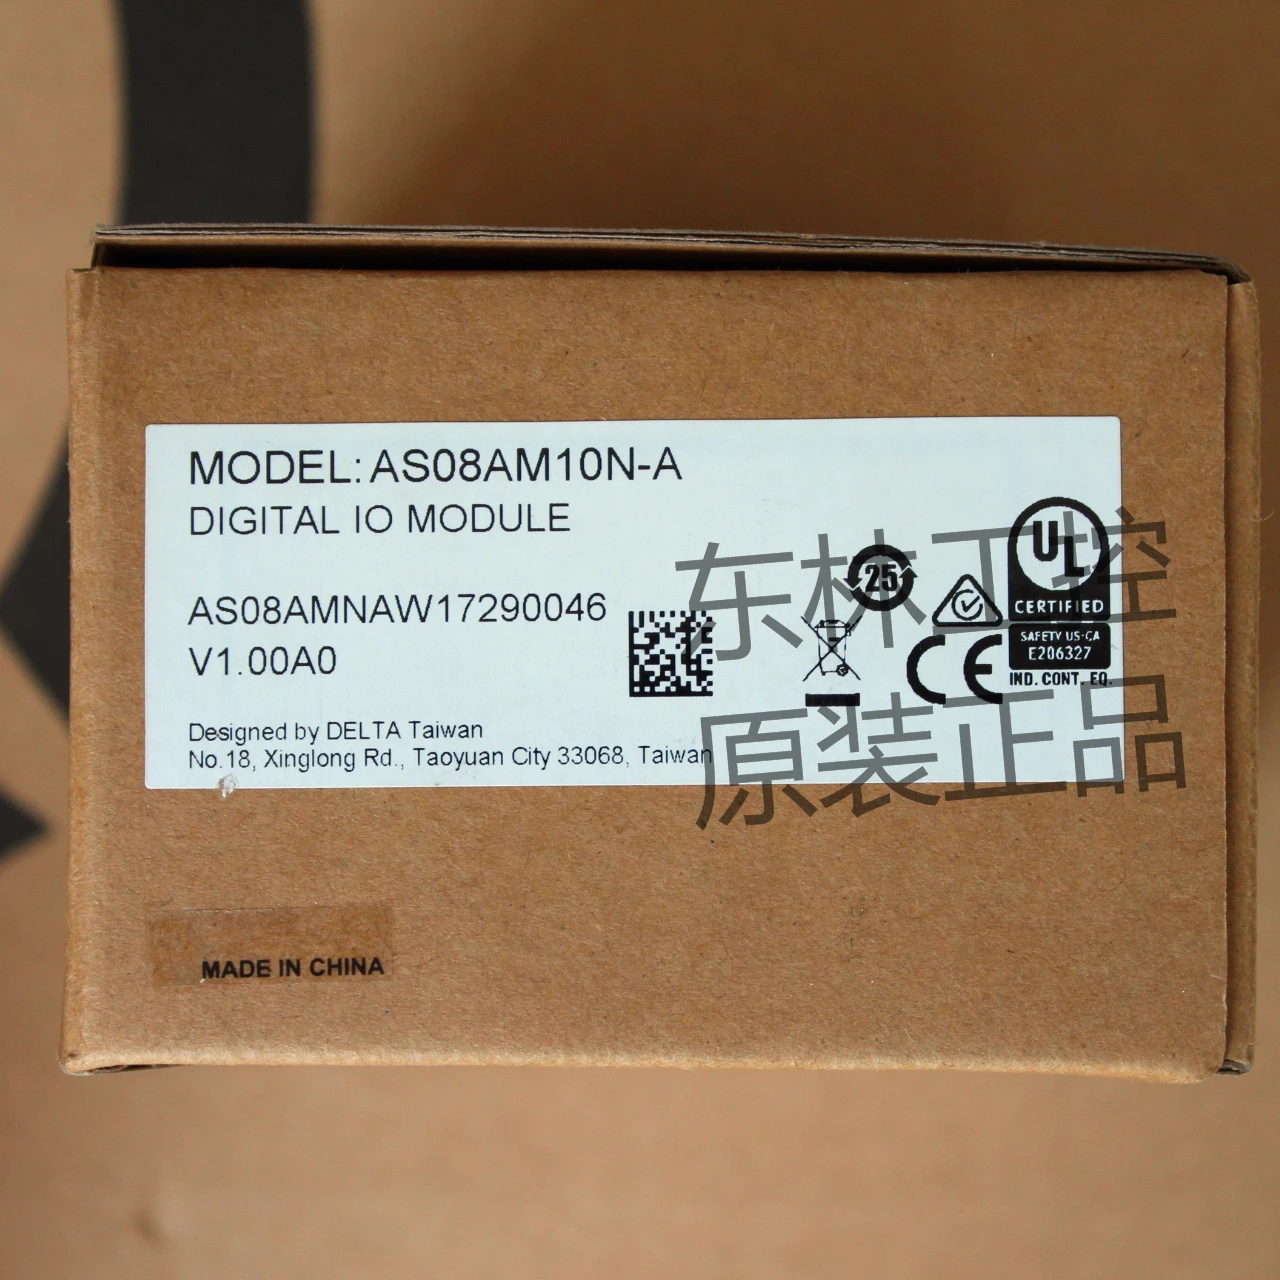 MODEL: AS08AM10N-A
DIGITAL IO MODULE
AS08AMNAW17290046
V1.00A0
Designed by DELTA Taiwan
No.18, Xinglong Rd., Taoyuan City 33068, Taiwan
25
CE
UL
CERTIFIED
SAFETY US-CA
E206327
IND. CONT. EQ.
东林工控
原装正品
MADE IN CHINA